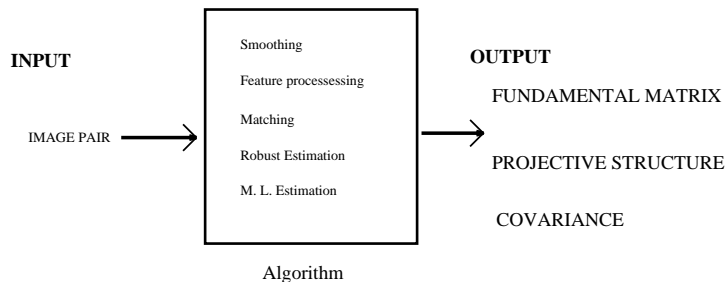 INPUT
IMAGE PAIR
Smoothing
Feature processessing
Matching
Robust Estimation
M. L. Estimation
Algorithm
OUTPUT
FUNDAMENTAL MATRIX
PROJECTIVE STRUCTURE
COVARIANCE